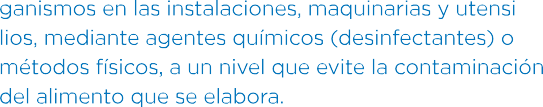 ganismos en las instalaciones, maquinarias y utensi
lios, mediante agentes químicos (desinfectantes) o
métodos físicos, a un nivel que evite la contaminación
del alimento que se elabora.